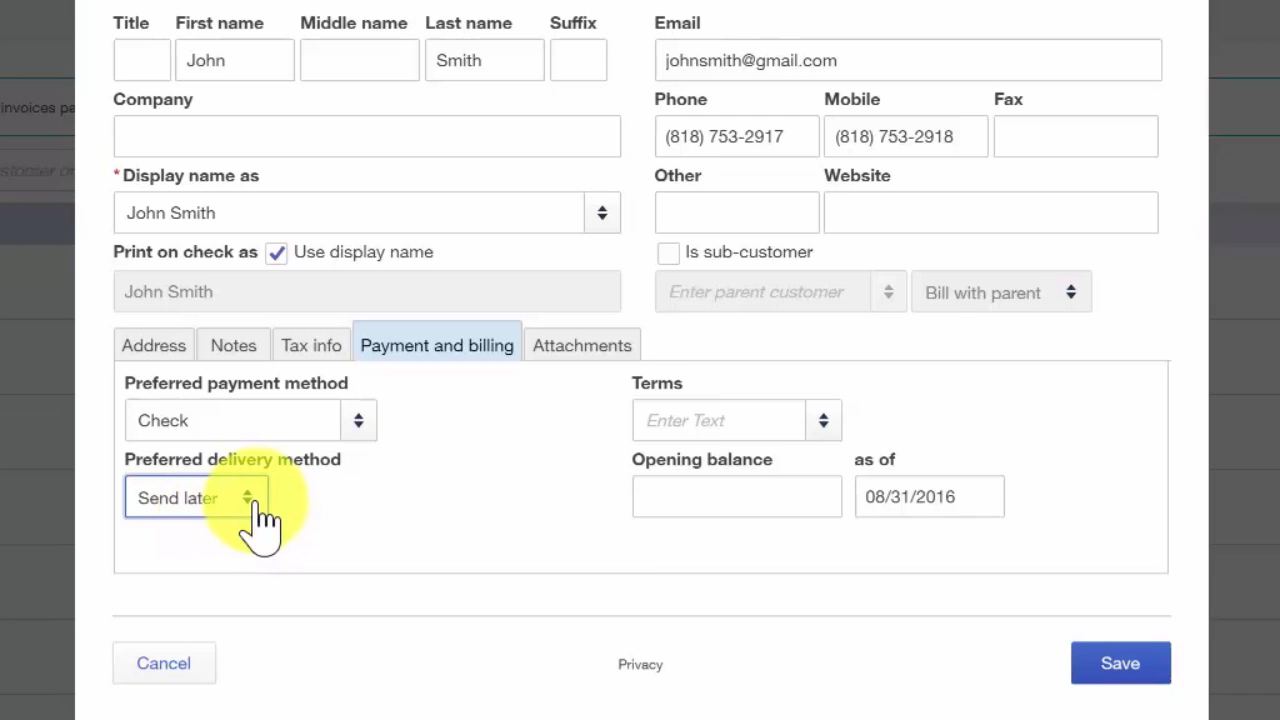 Title First name Middle name Last name Suffix Email
John Smith johnsmith@gmail.com
Company Phone Mobile Fax
(818) 753-2917 (818) 753-2918
* Display name as Other Website
John Smith
Print on check as Use display name Is sub-customer
John Smith Enter parent customer Bill with parent
Address Notes Tax info Payment and billing Attachments
Preferred payment method Terms
Check Enter Text
Preferred delivery method Opening balance as of
Send later 08/31/2016
Cancel Privacy Save
invoices